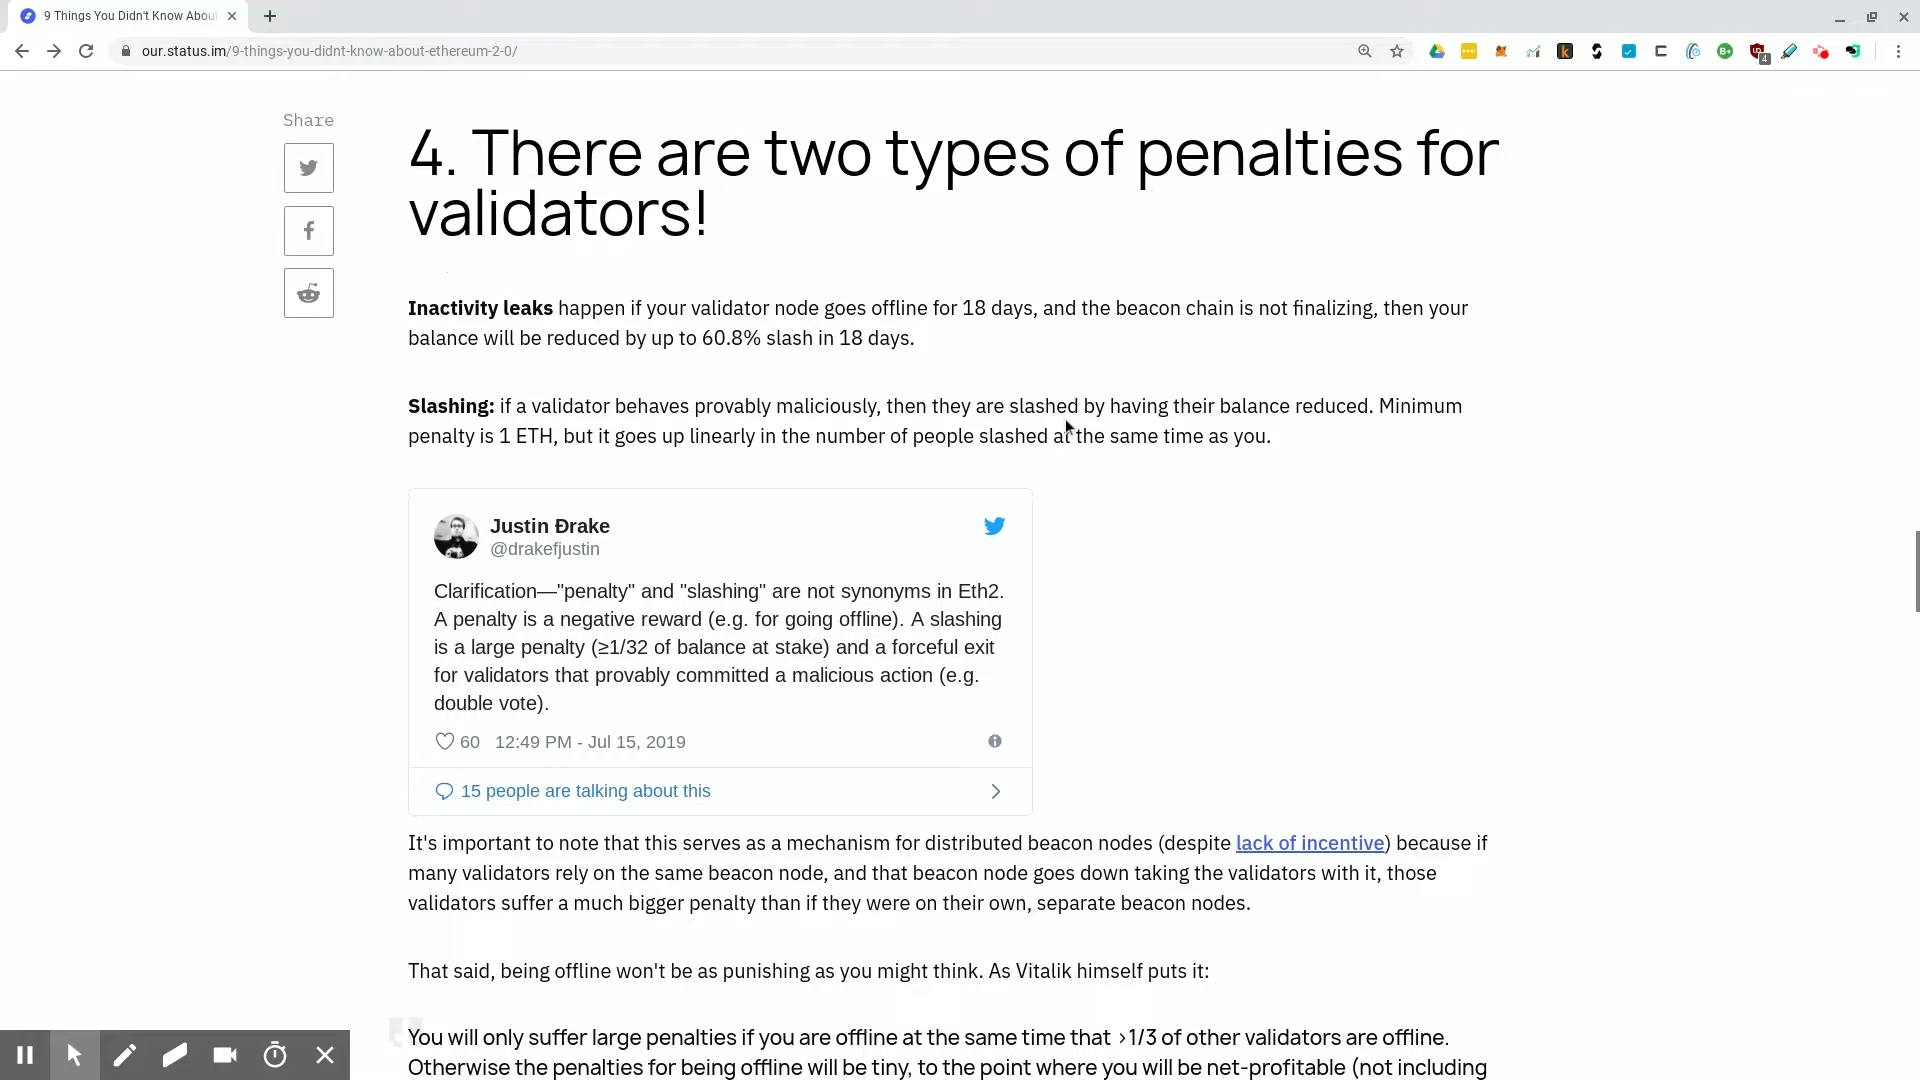 9 Things You Didn't Know Abou
our.status.im/9-things-you-didnt-know-about-ethereum-2-0/
4
Share
4. There are two types of penalties for
validators!
Inactivity leaks happen if your validator node goes offline for 18 days, and the beacon chain is not finalizing, then your
balance will be reduced by up to 60.8% slash in 18 days.
Slashing: if a validator behaves provably maliciously, then they are slashed by having their balance reduced. Minimum
penalty is 1 ETH, but it goes up linearly in the number of people slashed at the same time as you.
Justin Ðrake
@drakefjustin
Clarification—"penalty" and "slashing" are not synonyms in Eth2.
A penalty is a negative reward (e.g. for going offline). A slashing
is a large penalty (≥1/32 of balance at stake) and a forceful exit
for validators that provably committed a malicious action (e.g.
double vote).
60 12:49 PM - Jul 15, 2019
15 people are talking about this
It's important to note that this serves as a mechanism for distributed beacon nodes (despite lack of incentive) because if
many validators rely on the same beacon node, and that beacon node goes down taking the validators with it, those
validators suffer a much bigger penalty than if they were on their own, separate beacon nodes.
That said, being offline won't be as punishing as you might think. As Vitalik himself puts it:
You will only suffer large penalties if you are offline at the same time that >1/3 of other validators are offline.
Otherwise the penalties for being offline will be tiny, to the point where you will be net-profitable (not including